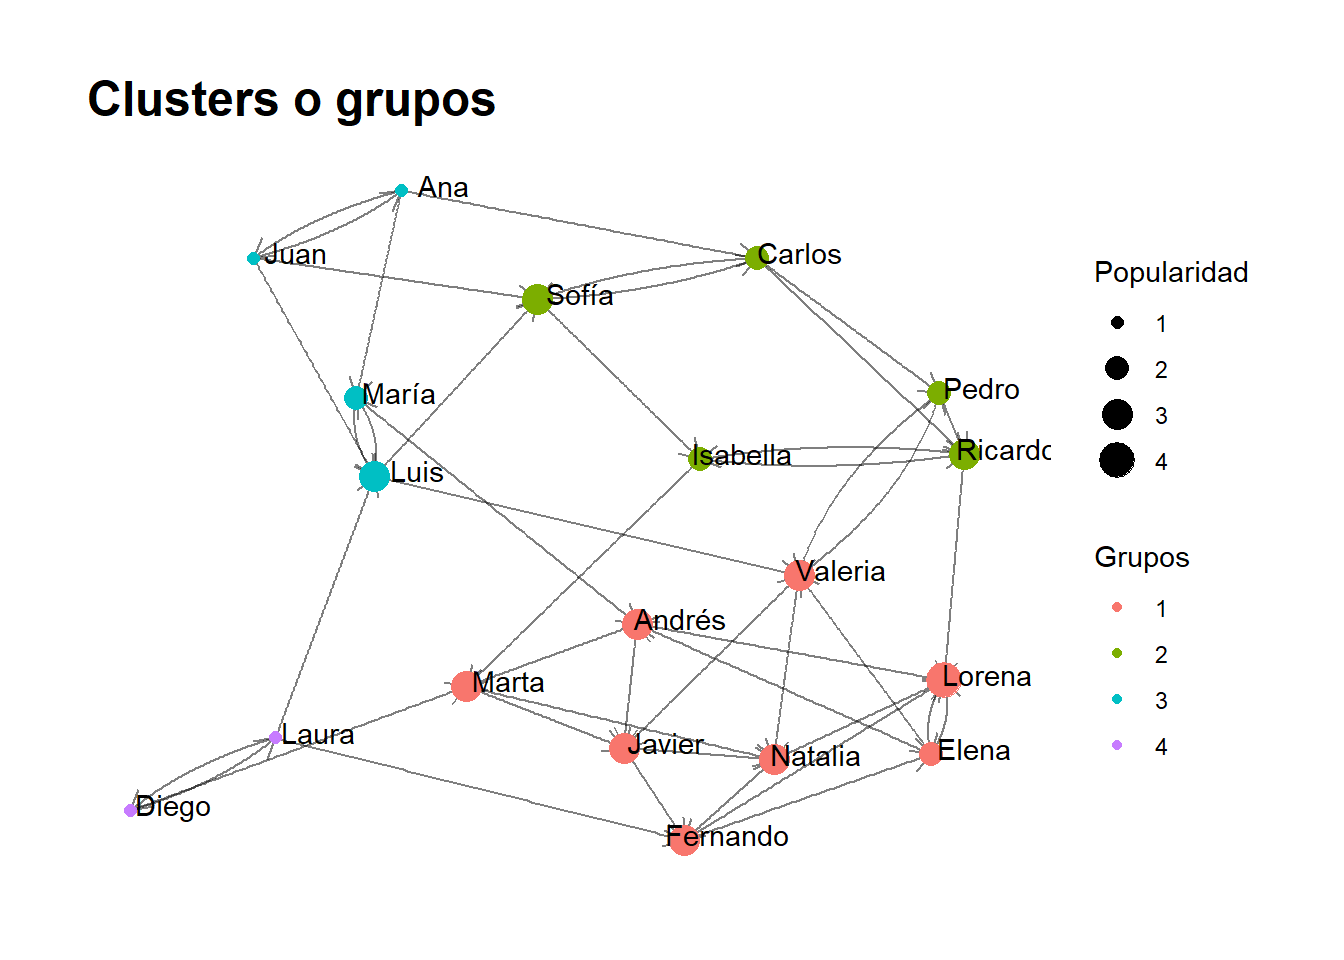 Clusters o grupos
Ana
Juan
Carlos
Sofía
María
Pedro
Luis
Isabella
Ricardo
Valeria
Andrés
Marta
Lorena
Laura
Javier
Natalia
Elena
Diego
Fernando
Popularidad
1
2
3
4
Grupos
1
2
3
4